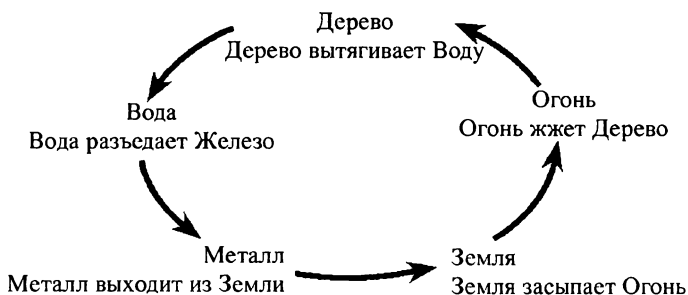 Дерево
Дерево вытягивает Воду
Огонь
Огонь жжет Дерево
Вода
Вода разъедает Железо
Металл
Металл выходит из Земли
Земля
Земля засыпает Огонь